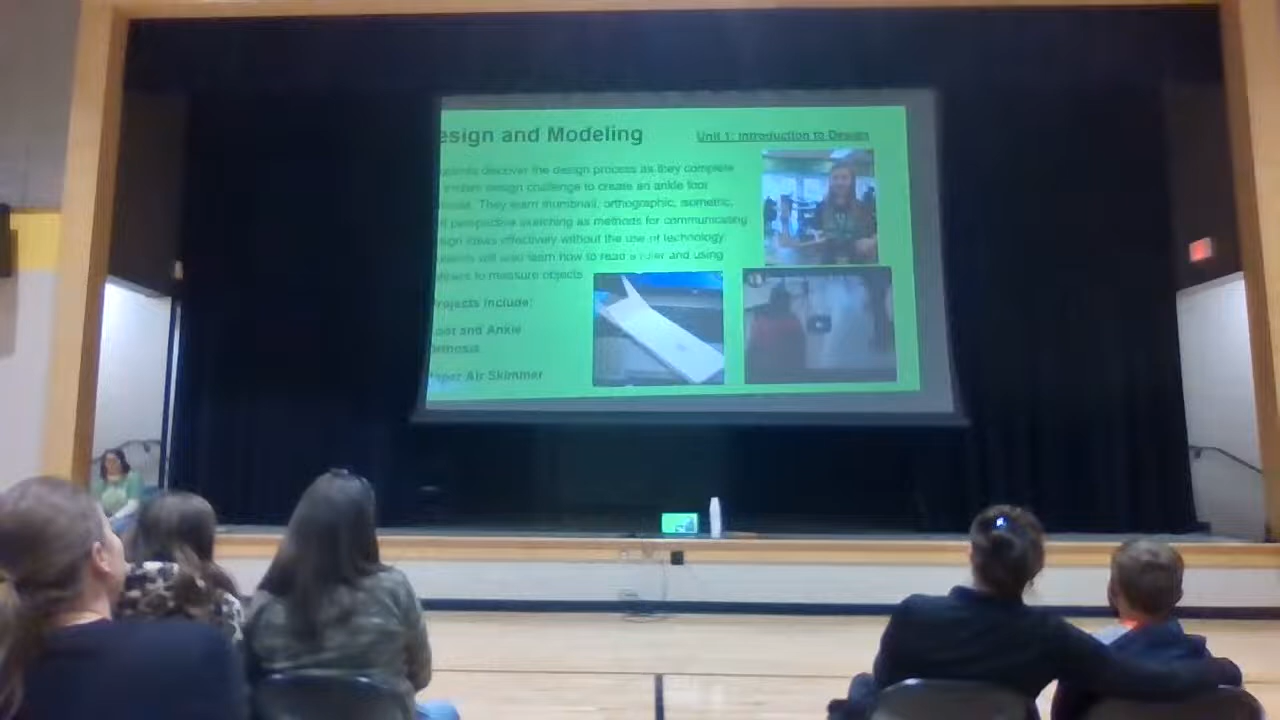 esign and Modeling
Unit 1: Introduction to Design
discover the design process as they complete
design challenge to create an ankle foot
They learn thumbnail, orthographic, isometric,
perspective sketching as methods for communicating
ideas effectively without the use of technology.
will also learn how to read a ruler and using
to measure objects
rojects include:
oot and Ankle
aper Air Skimmer